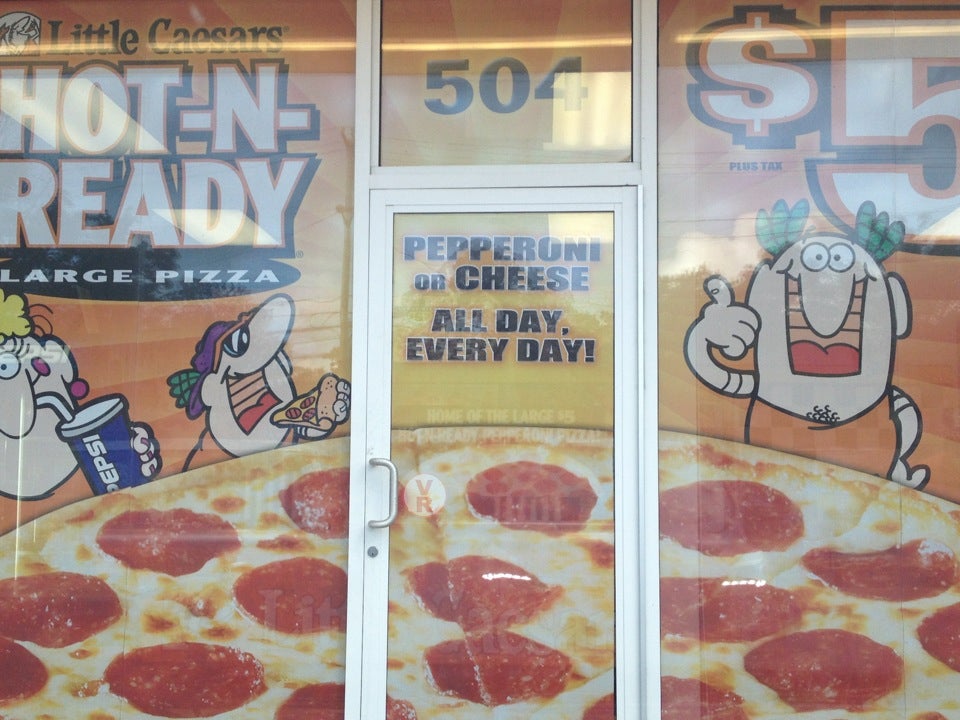 Little Caesars
HOT-N-
READY
LARGE PIZZA
PEPSI
504
PEPPERONI
OR CHEESE
ALL DAY,
EVERY DAY!
HOME OF THE LARGE $5
VR
$5
PLUS TAX